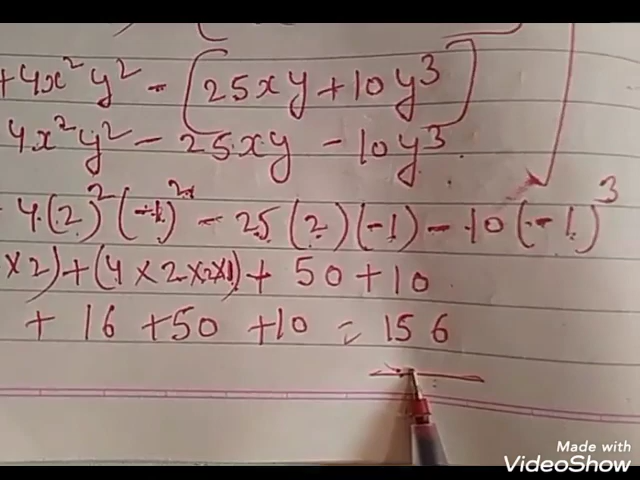 +4x²y² - (25xy+10y³)
4x²y² - 25xy - 10y³
4(2)²(-1)² - 25(2)(-1) - 10(-1)³
×2)+(4×2×2×1)+50+10
+ 16 +50 +10 = 156
Made with
VideoShow